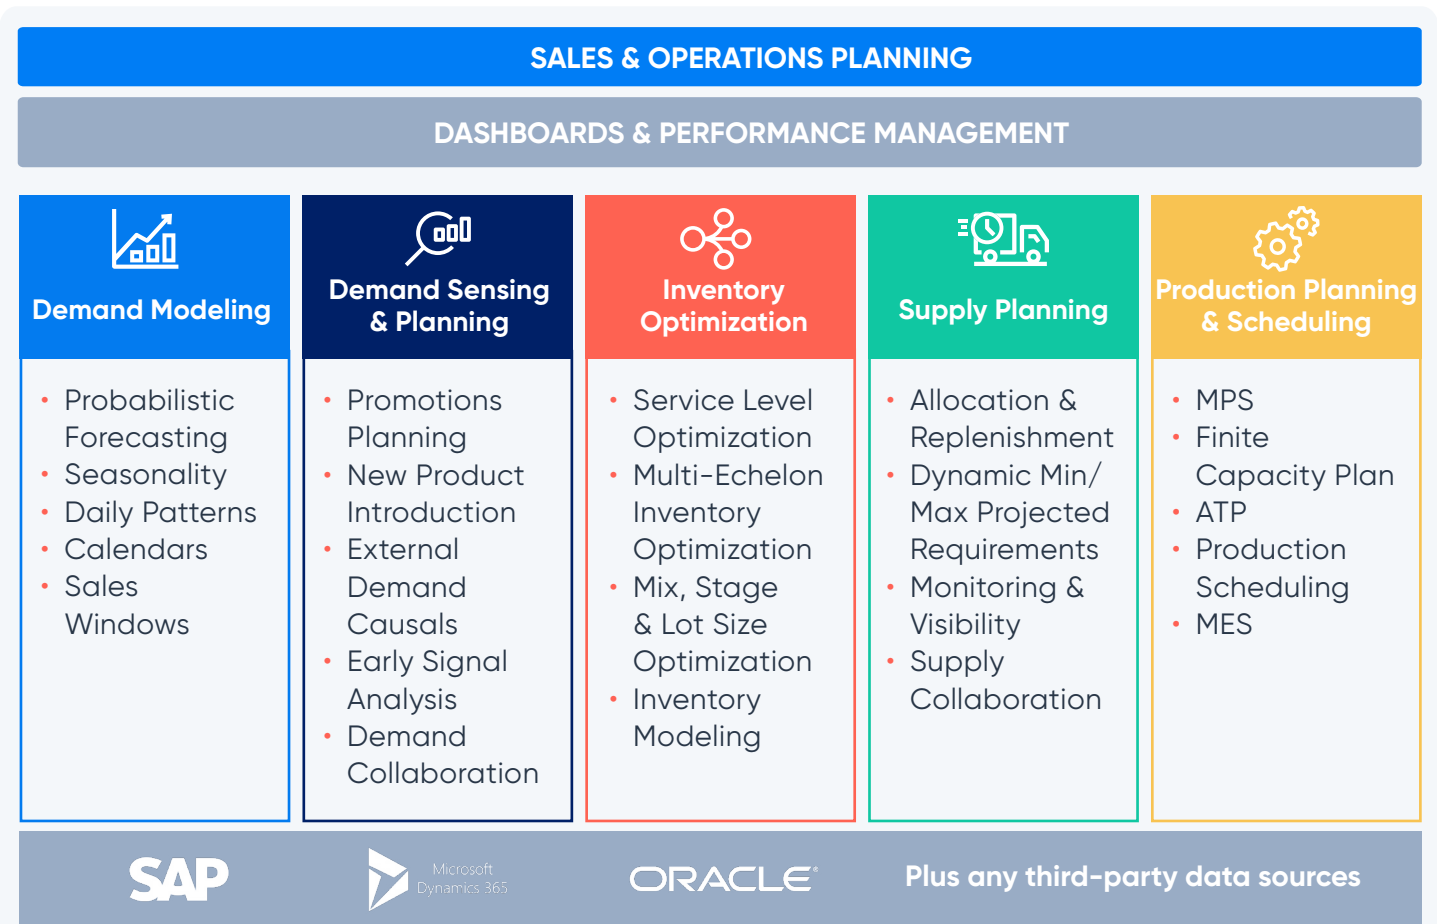 SALES & OPERATIONS PLANNING
DASHBOARDS & PERFORMANCE MANAGEMENT
Demand Modeling
• Probabilistic
Forecasting
• Seasonality
• Daily Patterns
• Calendars
• Sales
Windows
Demand Sensing
& Planning
• Promotions
Planning
• New Product
Introduction
• External
Demand
Causals
• Early Signal
Analysis
• Demand
Collaboration
Inventory
Optimization
• Service Level
Optimization
• Multi-Echelon
Inventory
Optimization
• Mix, Stage
& Lot Size
Optimization
• Inventory
Modeling
Supply Planning
• Allocation &
Replenishment
• Dynamic Min/
Max Projected
Requirements
• Monitoring &
Visibility
• Supply
Collaboration
Production Planning
& Scheduling
• MPS
• Finite
Capacity Plan
• ATP
• Production
Scheduling
• MES
SAP
Microsoft
Dynamics 365
ORACLE®
Plus any third-party data sources